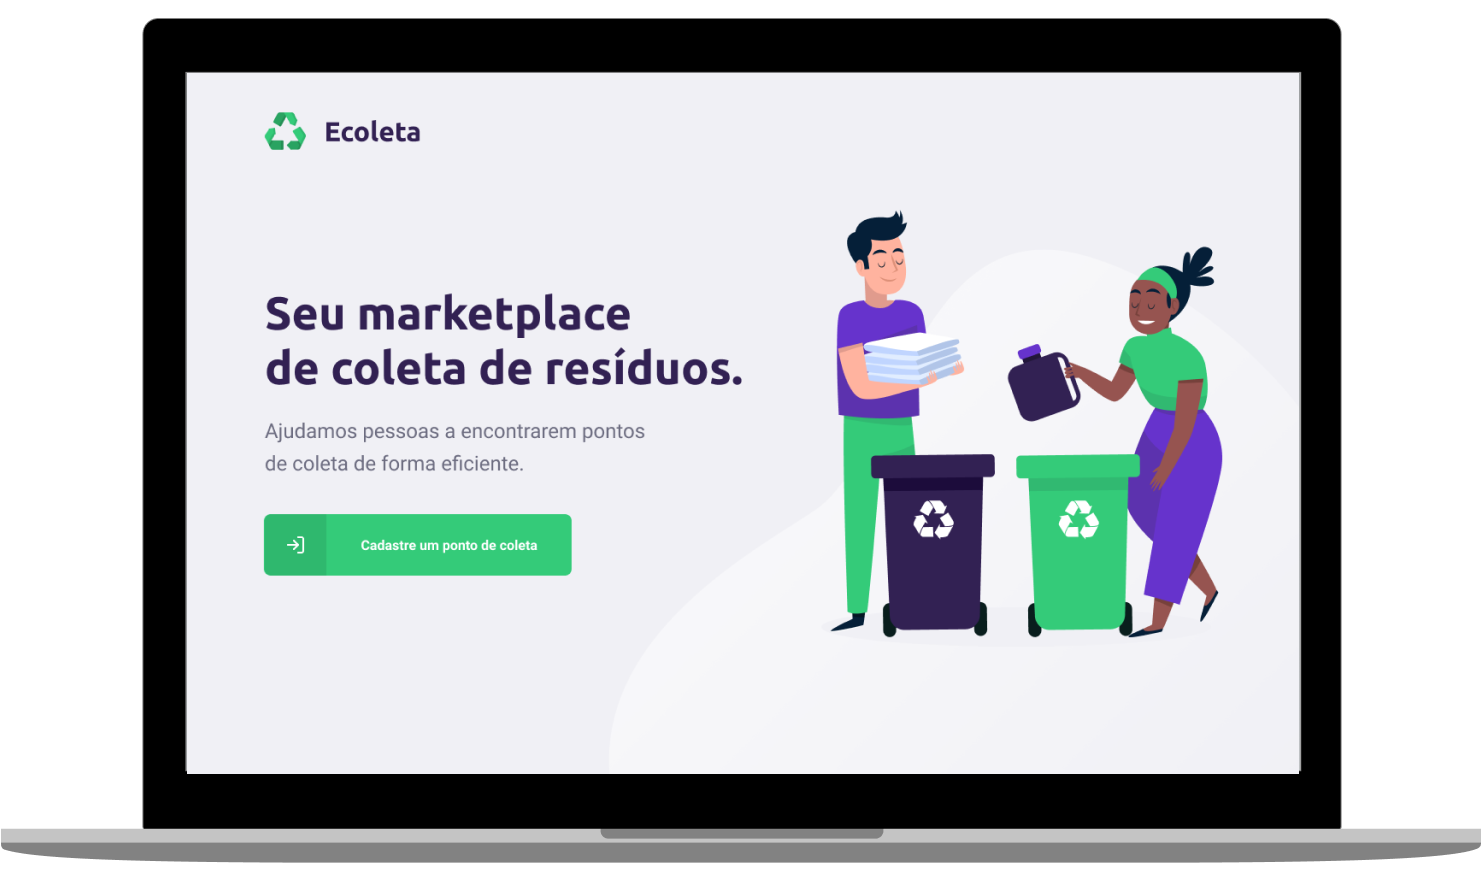 Ecoleta
Seu marketplace
de coleta de resíduos.
Ajudamos pessoas a encontrarem pontos
de coleta de forma eficiente.
Cadastre um ponto de coleta